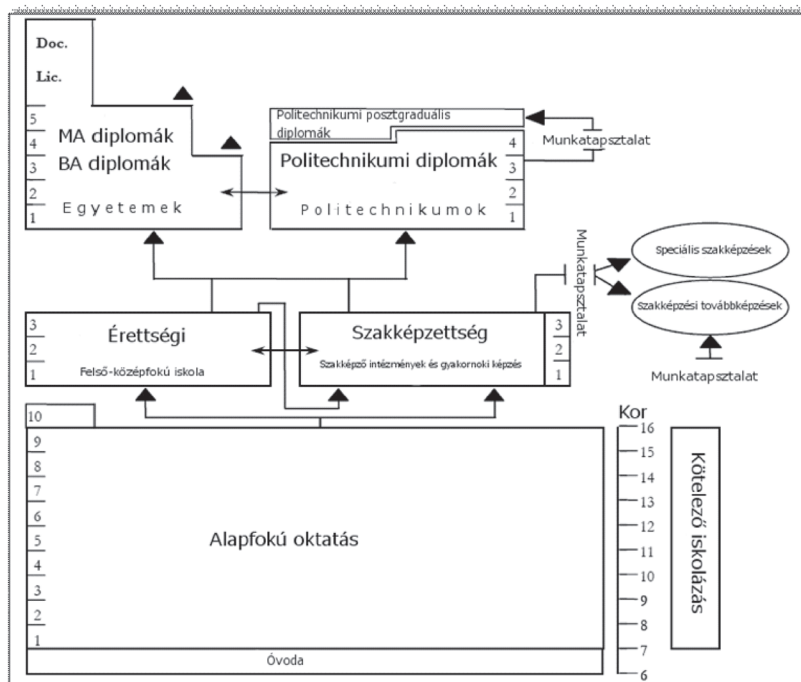 Doc.
Lic.
5
4
3
2
1
MA diplomák
BA diplomák
Egyetemek
Politechnikumi posztgraduális
diplomák
Politechnikumi diplomák
Politechnikumok
4
3
2
1
Munkatapsztalat
Munkatapsztalat
Speciális szakképzések
Szakképzési továbbképzések
Munkatapsztalat
3
2
1
Érettségi
Felső-középfokú iskola
Szakképzettség
Szakképző intézmények és gyakornoki képzés
3
2
1
10
9
8
7
6
5
4
3
2
1
Alapfokú oktatás
Óvoda
Kor
16
15
14
13
12
11
10
9
8
7
6
Kötelező iskolázás